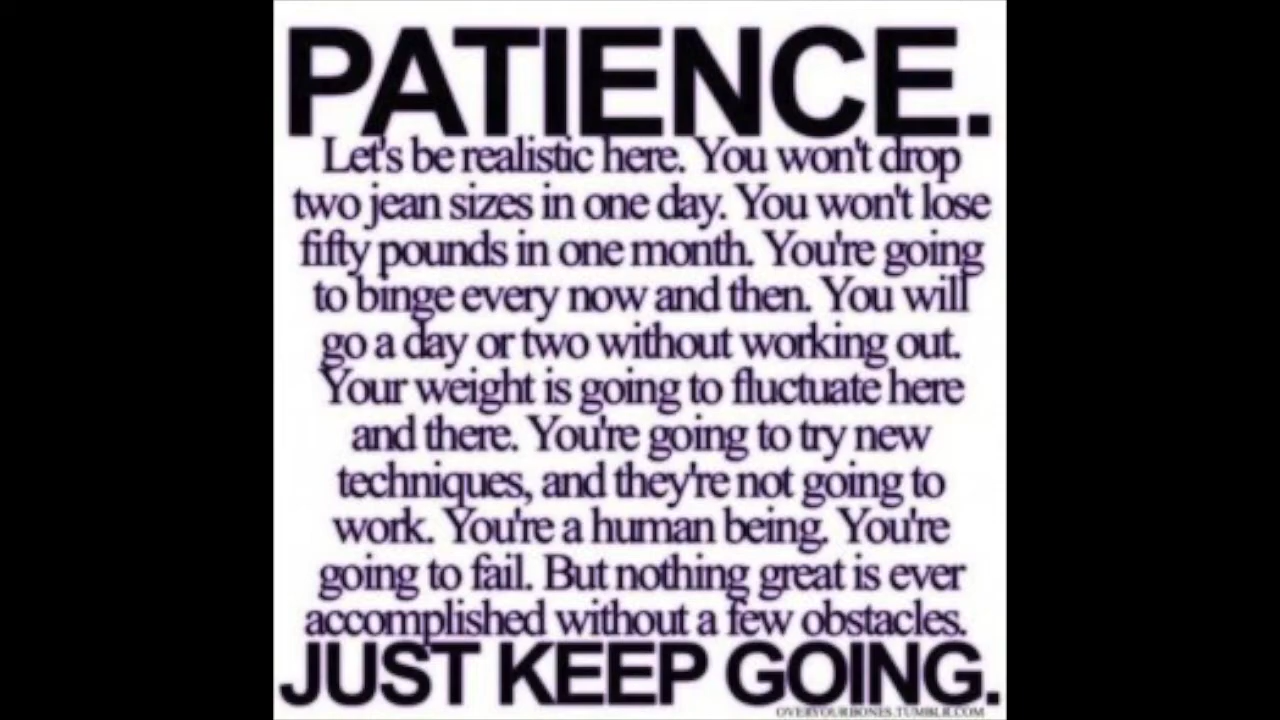 PATIENCE.
Let's be realistic here. You won't drop
two jean sizes in one day. You won't lose
fifty pounds in one month. You're going
to binge every now and then. You will
go a day or two without working out.
Your weight is going to fluctuate here
and there. You're going to try new
techniques, and they're not going to
work. You're a human being. You're
going to fail. But nothing great is ever
accomplished without a few obstacles.
JUST KEEP GOING.
OVERYOURBONES.TUMBLR.COM